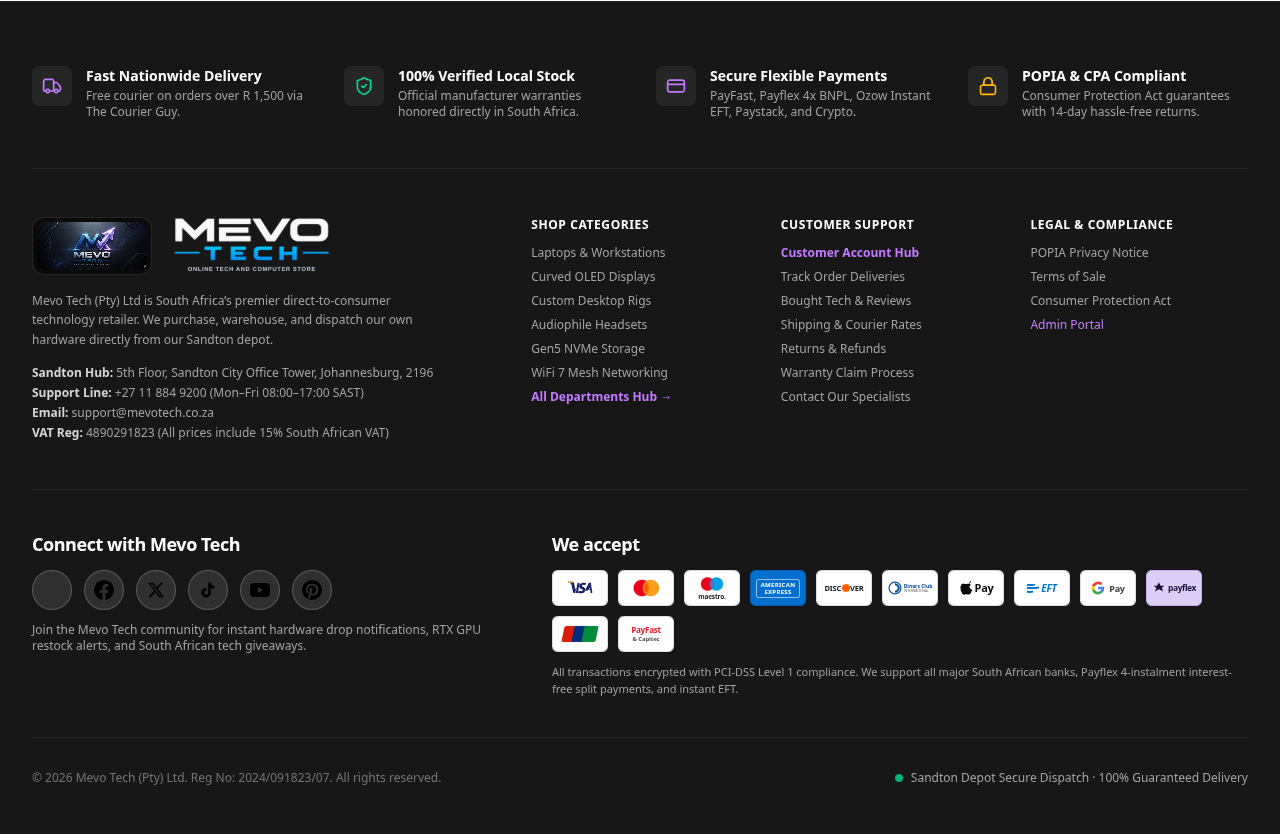 Fast Nationwide Delivery
Free courier on orders over R 1,500 via
The Courier Guy.
100% Verified Local Stock
Official manufacturer warranties
honored directly in South Africa.
Secure Flexible Payments
PayFast, Payflex 4x BNPL, Ozow Instant
EFT, Paystack, and Crypto.
POPIA & CPA Compliant
Consumer Protection Act guarantees
with 14-day hassle-free returns.
MEVO
TECH
MEVO
TECH
ONLINE TECH AND COMPUTER STORE
Mevo Tech (Pty) Ltd is South Africa's premier direct-to-consumer
technology retailer. We purchase, warehouse, and dispatch our own
hardware directly from our Sandton depot.
Sandton Hub: 5th Floor, Sandton City Office Tower, Johannesburg, 2196
Support Line: +27 11 884 9200 (Mon–Fri 08:00–17:00 SAST)
Email: support@mevotech.co.za
VAT Reg: 4890291823 (All prices include 15% South African VAT)
SHOP CATEGORIES
Laptops & Workstations
Curved OLED Displays
Custom Desktop Rigs
Audiophile Headsets
Gen5 NVMe Storage
WiFi 7 Mesh Networking
All Departments Hub →
CUSTOMER SUPPORT
Customer Account Hub
Track Order Deliveries
Bought Tech & Reviews
Shipping & Courier Rates
Returns & Refunds
Warranty Claim Process
Contact Our Specialists
LEGAL & COMPLIANCE
POPIA Privacy Notice
Terms of Sale
Consumer Protection Act
Admin Portal
Connect with Mevo Tech
Join the Mevo Tech community for instant hardware drop notifications, RTX GPU
restock alerts, and South African tech giveaways.
We accept
VISA
maestro.
AMERICAN
EXPRESS
DISCOVER
Diners Club
INTERNATIONAL
Pay
EFT
G Pay
payflex
PayFast
& Capitec
All transactions encrypted with PCI-DSS Level 1 compliance. We support all major South African banks, Payflex 4-instalment interest-
free split payments, and instant EFT.
© 2026 Mevo Tech (Pty) Ltd. Reg No: 2024/091823/07. All rights reserved.
Sandton Depot Secure Dispatch · 100% Guaranteed Delivery